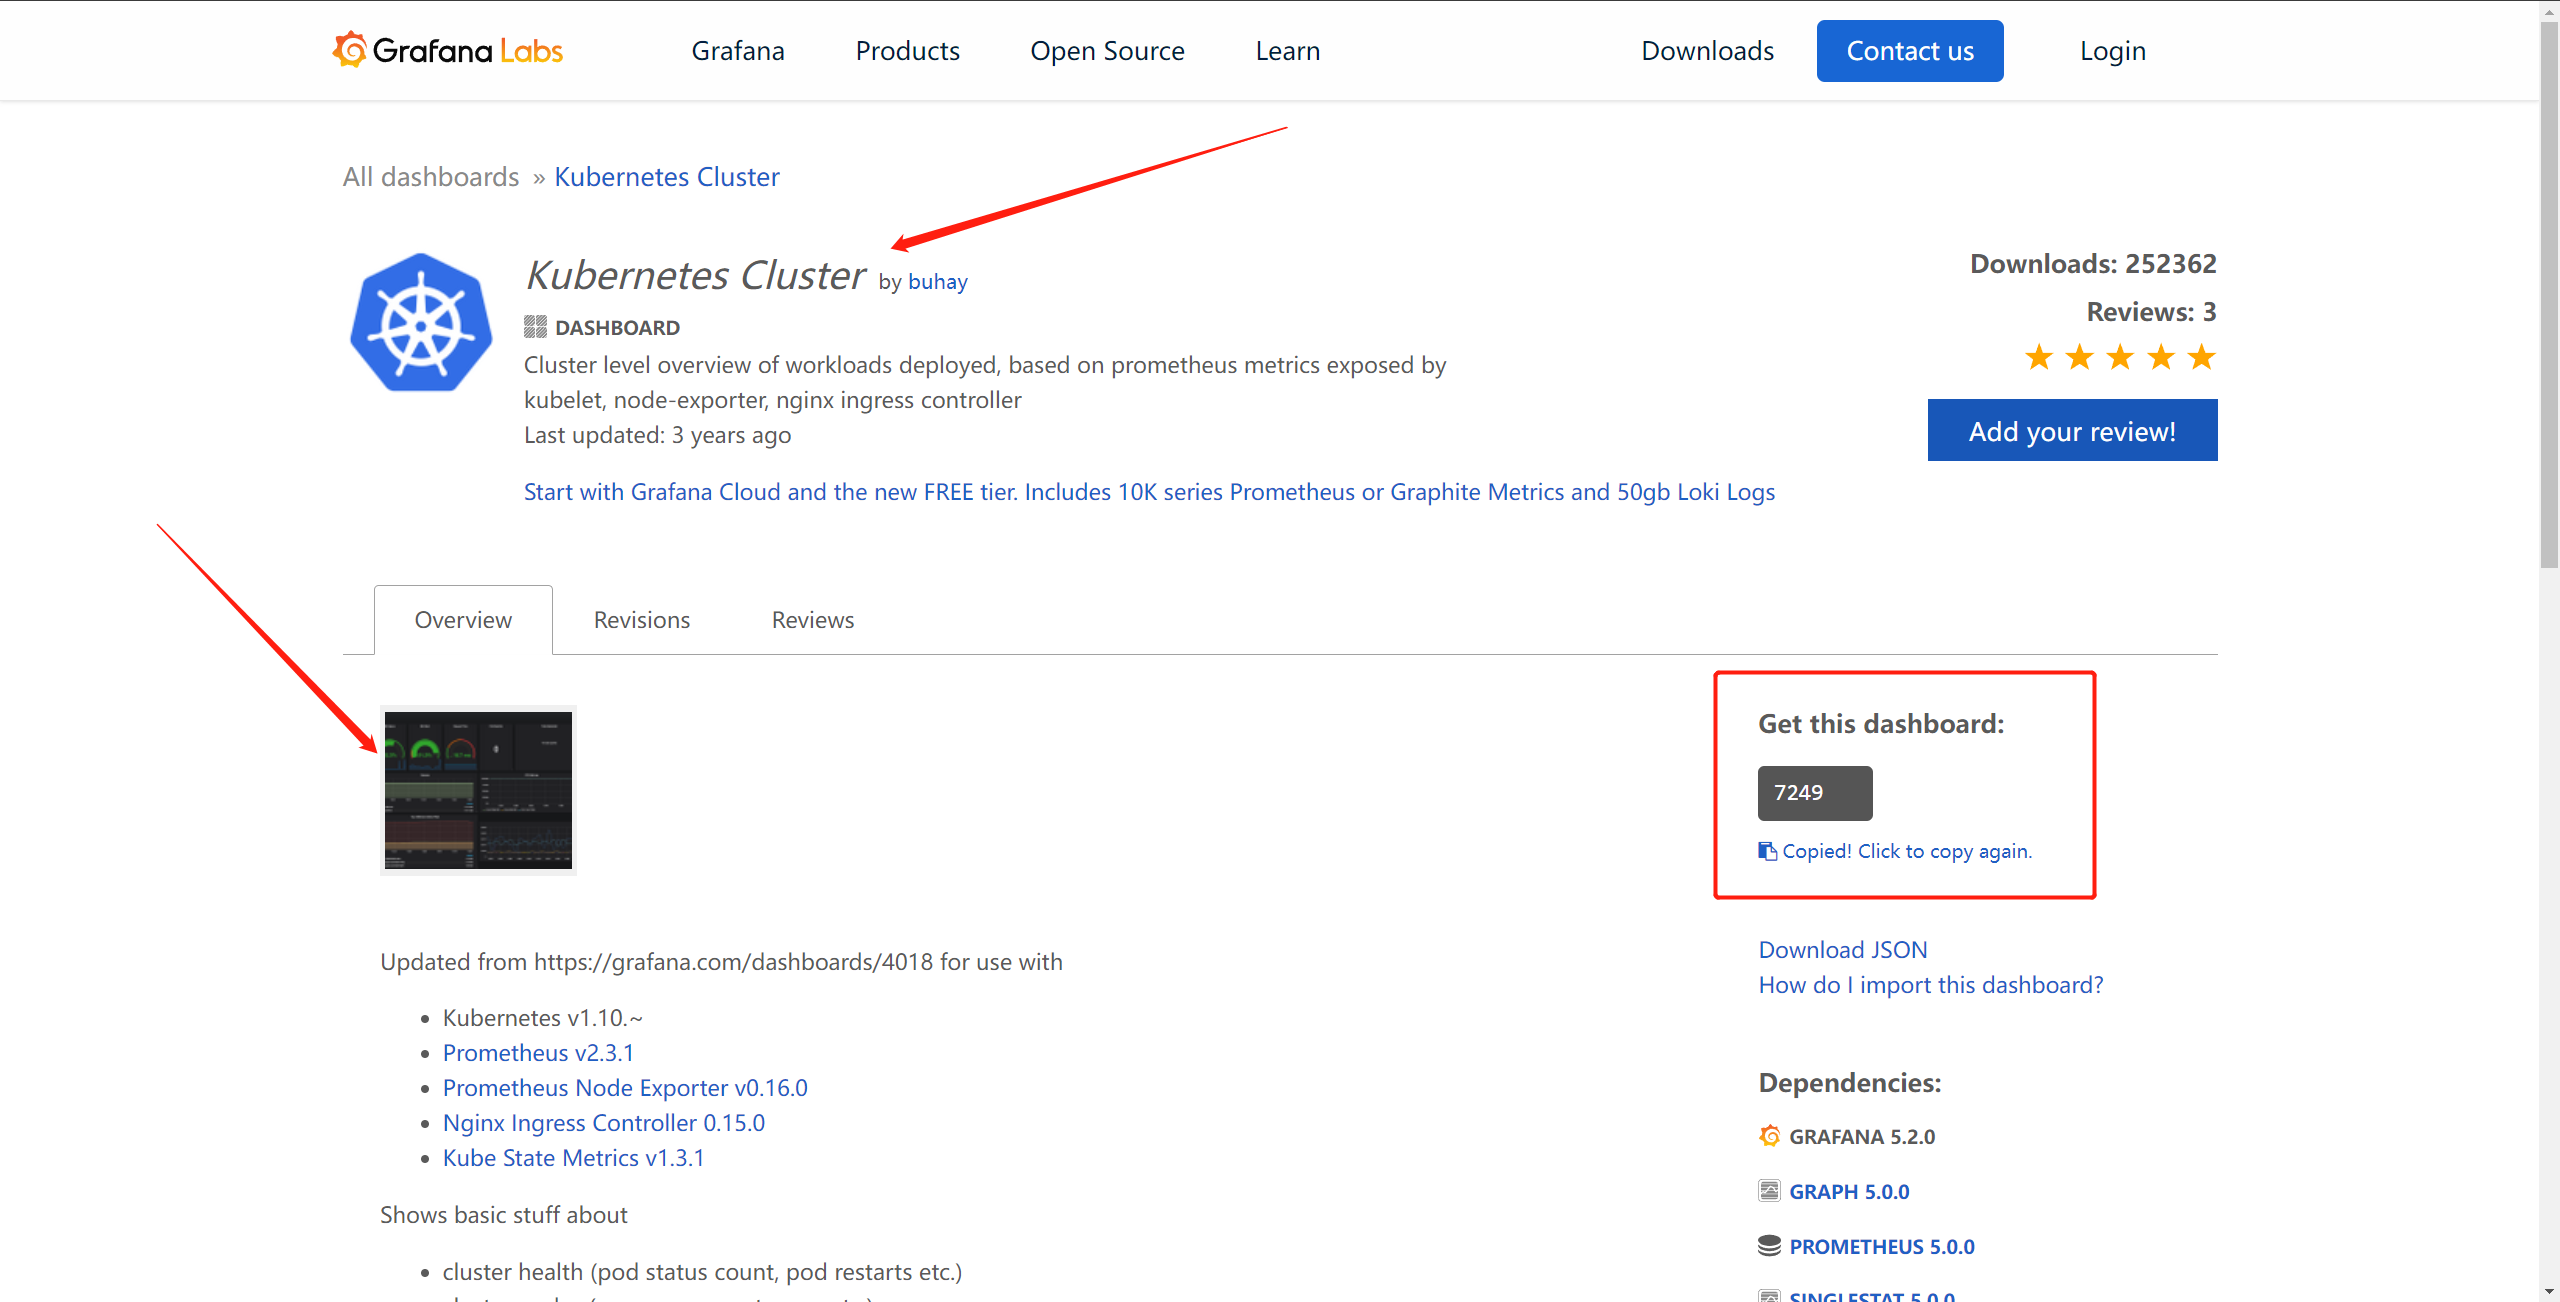 Grafana Labs
Grafana
Products
Open Source
Learn
Downloads
Contact us
Login
All dashboards » Kubernetes Cluster
Kubernetes Cluster by buhay
DASHBOARD
Cluster level overview of workloads deployed, based on prometheus metrics exposed by
kubelet, node-exporter, nginx ingress controller
Last updated: 3 years ago
Start with Grafana Cloud and the new FREE tier. Includes 10K series Prometheus or Graphite Metrics and 50gb Loki Logs
Downloads: 252362
Reviews: 3
Add your review!
Overview
Revisions
Reviews
Updated from https://grafana.com/dashboards/4018 for use with
Kubernetes v1.10.~
Prometheus v2.3.1
Prometheus Node Exporter v0.16.0
Nginx Ingress Controller 0.15.0
Kube State Metrics v1.3.1
Shows basic stuff about
cluster health (pod status count, pod restarts etc.)
Get this dashboard:
7249
Copied! Click to copy again.
Download JSON
How do I import this dashboard?
Dependencies:
GRAFANA 5.2.0
GRAPH 5.0.0
PROMETHEUS 5.0.0
SINGLESTAT 5.0.0